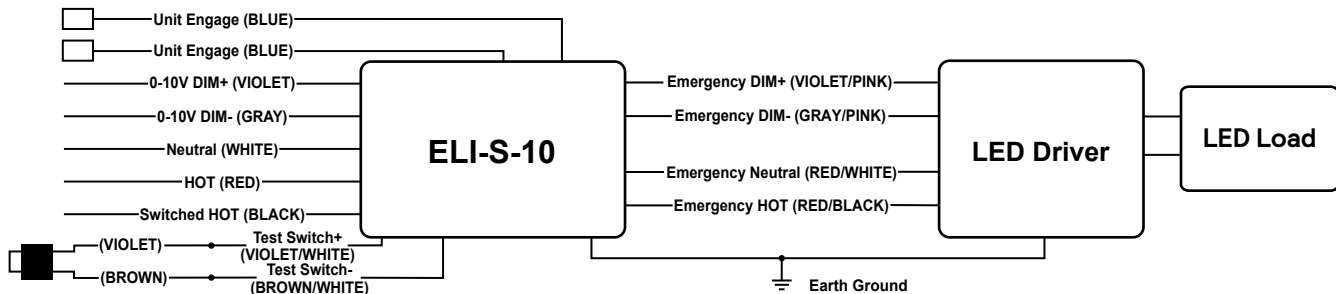 Unit Engage (BLUE)
Unit Engage (BLUE)
0-10V DIM+ (VIOLET)
0-10V DIM- (GRAY)
Neutral (WHITE)
HOT (RED)
Switched HOT (BLACK)
(VIOLET)
Test Switch+
(VIOLET/WHITE)
(BROWN)
Test Switch-
(BROWN/WHITE)
ELI-S-10
Emergency DIM+ (VIOLET/PINK)
Emergency DIM- (GRAY/PINK)
Emergency Neutral (RED/WHITE)
Emergency HOT (RED/BLACK)
LED Driver
LED Load
Earth Ground